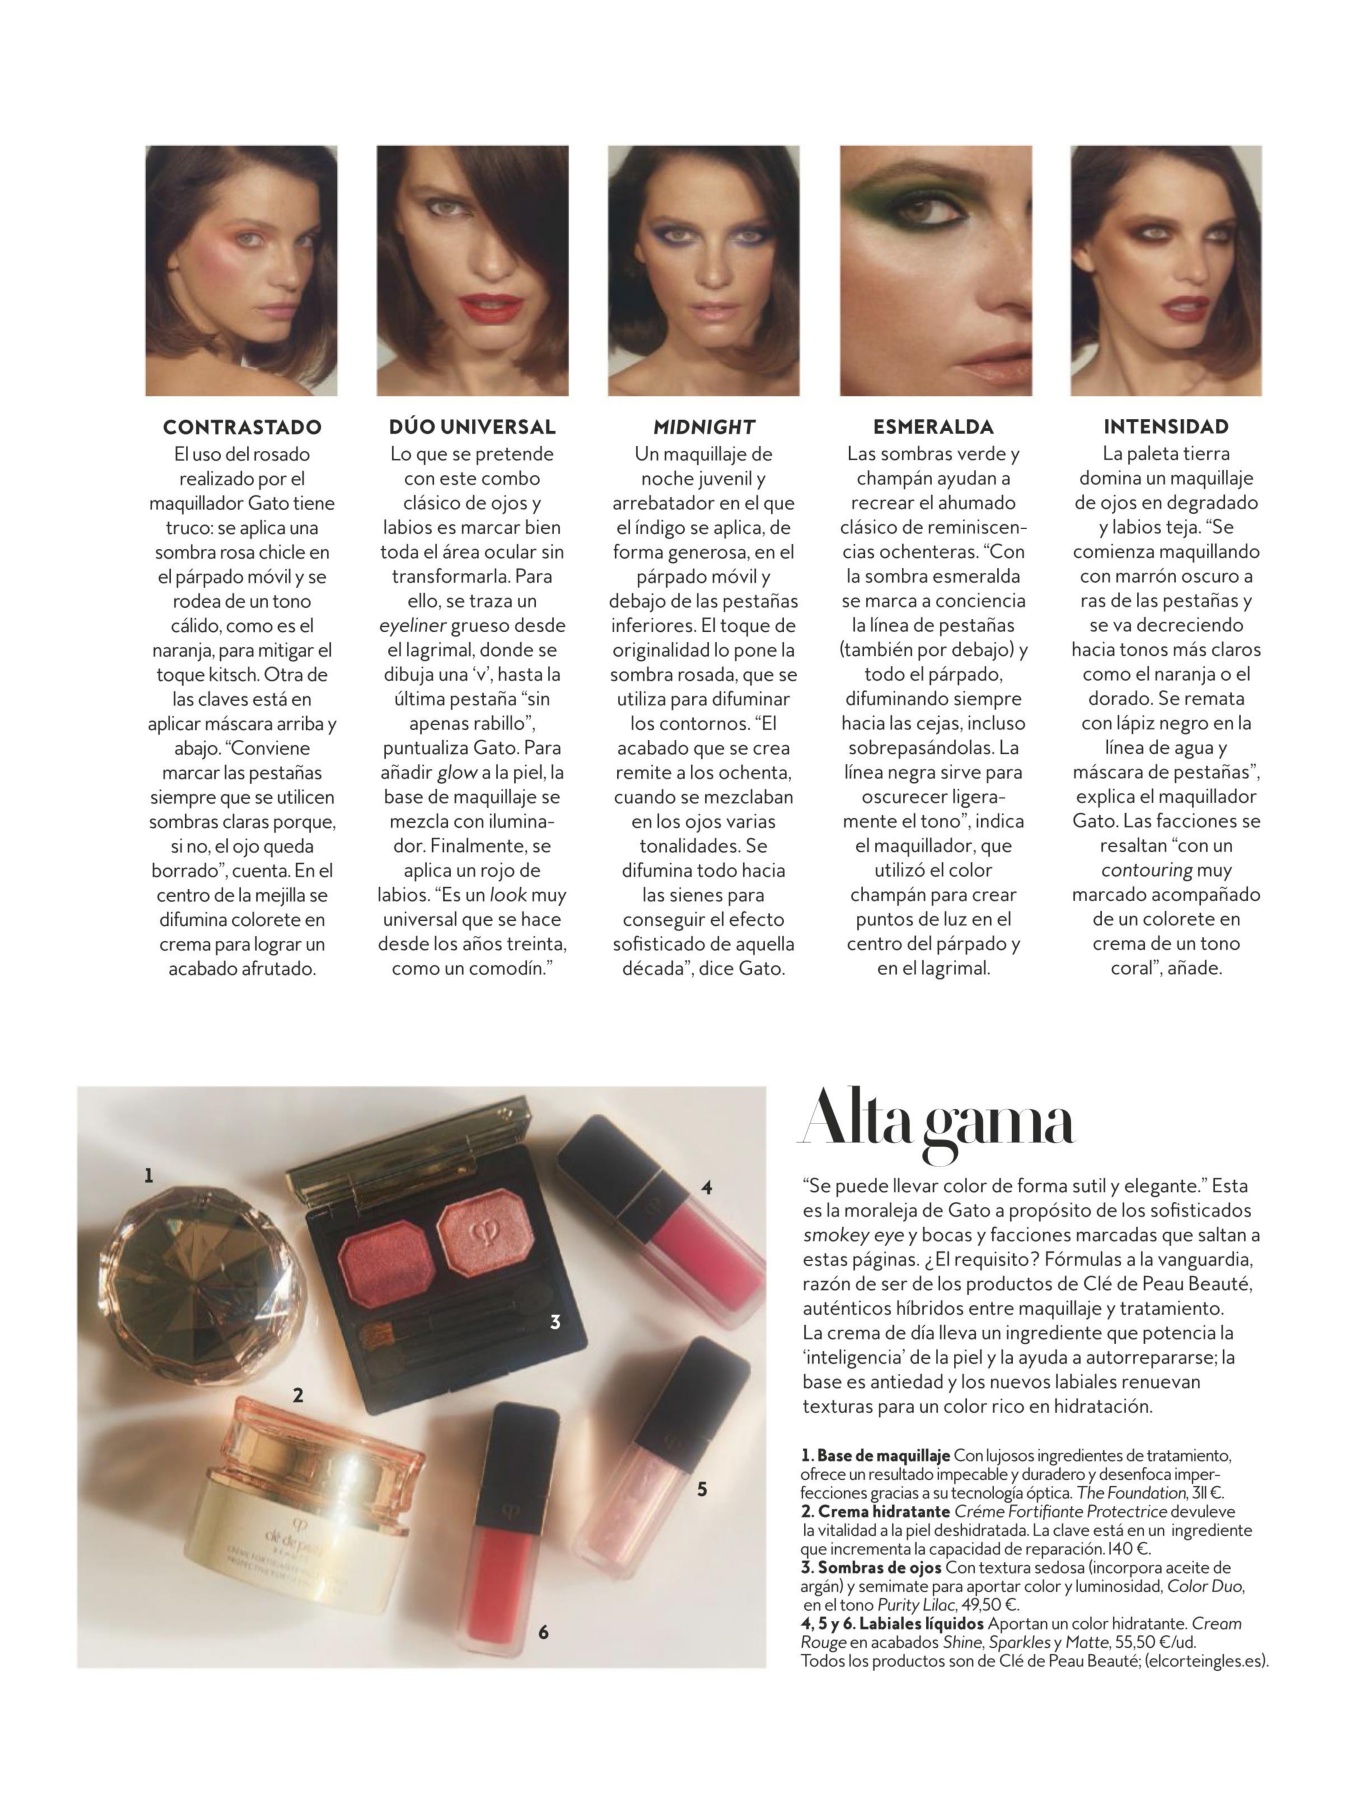 CONTRASTADO
El uso del rosado
realizado por el
maquillador Gato tiene
truco: se aplica una
sombra rosa chicle en
el párpado móvil y se
rodea de un tono
cálido, como es el
naranja, para mitigar el
toque kitsch. Otra de
las claves está en
aplicar máscara arriba y
abajo. “Conviene
marcar las pestañas
siempre que se utilicen
sombras claras porque,
si no, el ojo queda
borrado”, cuenta. En el
centro de la mejilla se
difumina colorete en
crema para lograr un
acabado afrutado.
DÚO UNIVERSAL
Lo que se pretende
con este combo
clásico de ojos y
labios es marcar bien
toda el área ocular sin
transformarla. Para
ello, se traza un
eyeliner grueso desde
el lagrimal, donde se
dibuja una ‘v’, hasta la
última pestaña “sin
apenas rabillo”,
puntualiza Gato. Para
añadir glow a la piel, la
base de maquillaje se
mezcla con ilumina-
dor. Finalmente, se
aplica un rojo de
labios. “Es un look muy
universal que se hace
desde los años treinta,
como un comodín.”
MIDNIGHT
Un maquillaje de
noche juvenil y
arrebatador en el que
el índigo se aplica, de
forma generosa, en el
párpado móvil y
debajo de las pestañas
inferiores. El toque de
originalidad lo pone la
sombra rosada, que se
utiliza para difuminar
los contornos. “El
acabado que se crea
remite a los ochenta,
cuando se mezclaban
en los ojos varias
tonalidades. Se
difumina todo hacia
las sienes para
conseguir el efecto
sofisticado de aquella
década”, dice Gato.
ESMERALDA
Las sombras verde y
champán ayudan a
recrear el ahumado
clásico de reminiscen-
cias ochenteras. “Con
la sombra esmeralda
se marca a conciencia
la línea de pestañas
(también por debajo) y
todo el párpado,
difuminando siempre
hacia las cejas, incluso
sobrepasándolas. La
línea negra sirve para
oscurecer ligera-
mente el tono”, indica
el maquillador, que
utilizó el color
champán para crear
puntos de luz en el
centro del párpado y
en el lagrimal.
INTENSIDAD
La paleta tierra
domina un maquillaje
de ojos en degradado
y labios teja. “Se
comienza maquillando
con marrón oscuro a
ras de las pestañas y
se va decreciendo
hacia tonos más claros
como el naranja o el
dorado. Se remata
con lápiz negro en la
línea de agua y
máscara de pestañas”,
explica el maquillador
Gato. Las facciones se
resaltan “con un
contouring muy
marcado acompañado
de un colorete en
crema de un tono
coral”, añade.
1
2
3
4
5
6
clé de peau
BEAUTÉ
Alta gama
“Se puede llevar color de forma sutil y elegante.” Esta
es la moraleja de Gato a propósito de los sofisticados
smokey eye y bocas y facciones marcadas que saltan a
estas páginas. ¿El requisito? Fórmulas a la vanguardia,
razón de ser de los productos de Clé de Peau Beauté,
auténticos híbridos entre maquillaje y tratamiento.
La crema de día lleva un ingrediente que potencia la
‘inteligencia’ de la piel y la ayuda a autorrepararse; la
base es antiedad y los nuevos labiales renuevan
texturas para un color rico en hidratación.
1. Base de maquillaje Con lujosos ingredientes de tratamiento,
ofrece un resultado impecable y duradero y desenfoca imper-
fecciones gracias a su tecnología óptica. The Foundation, 311 €.
2. Crema hidratante Créme Fortifiante Protectrice devuleve
la vitalidad a la piel deshidratada. La clave está en un ingrediente
que incrementa la capacidad de reparación. 140 €.
3. Sombras de ojos Con textura sedosa (incorpora aceite de
argán) y semimate para aportar color y luminosidad, Color Duo,
en el tono Purity Lilac, 49,50 €.
4, 5 y 6. Labiales líquidos Aportan un color hidratante. Cream
Rouge en acabados Shine, Sparkles y Matte, 55,50 €/ud.
Todos los productos son de Clé de Peau Beauté; (elcorteingles.es).